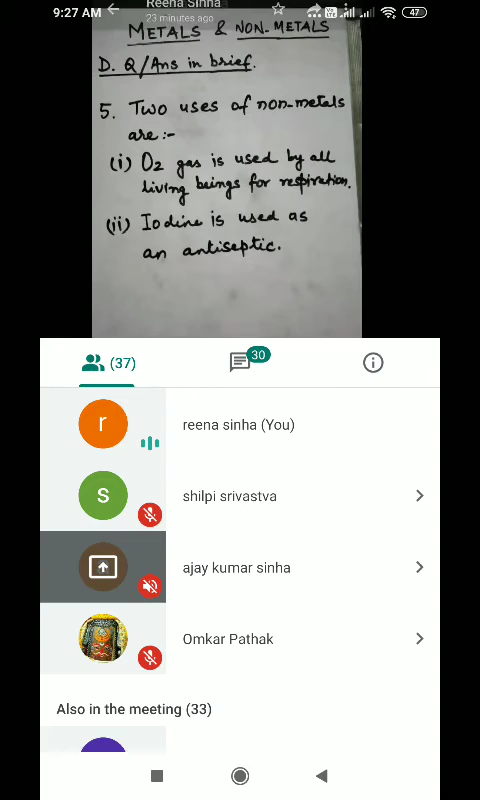 9:27 AM
Reena Sinha
23 minutes ago
47
METALS & NON-METALS
D. Q/Ans in brief.
5. Two uses of non-metals
are :-
(i) O2 gas is used by all
living beings for respiration.
(ii) Iodine is used as
an antiseptic.
(37)
30
r
reena sinha (You)
s
shilpi srivastva
ajay kumar sinha
Omkar Pathak
Also in the meeting (33)